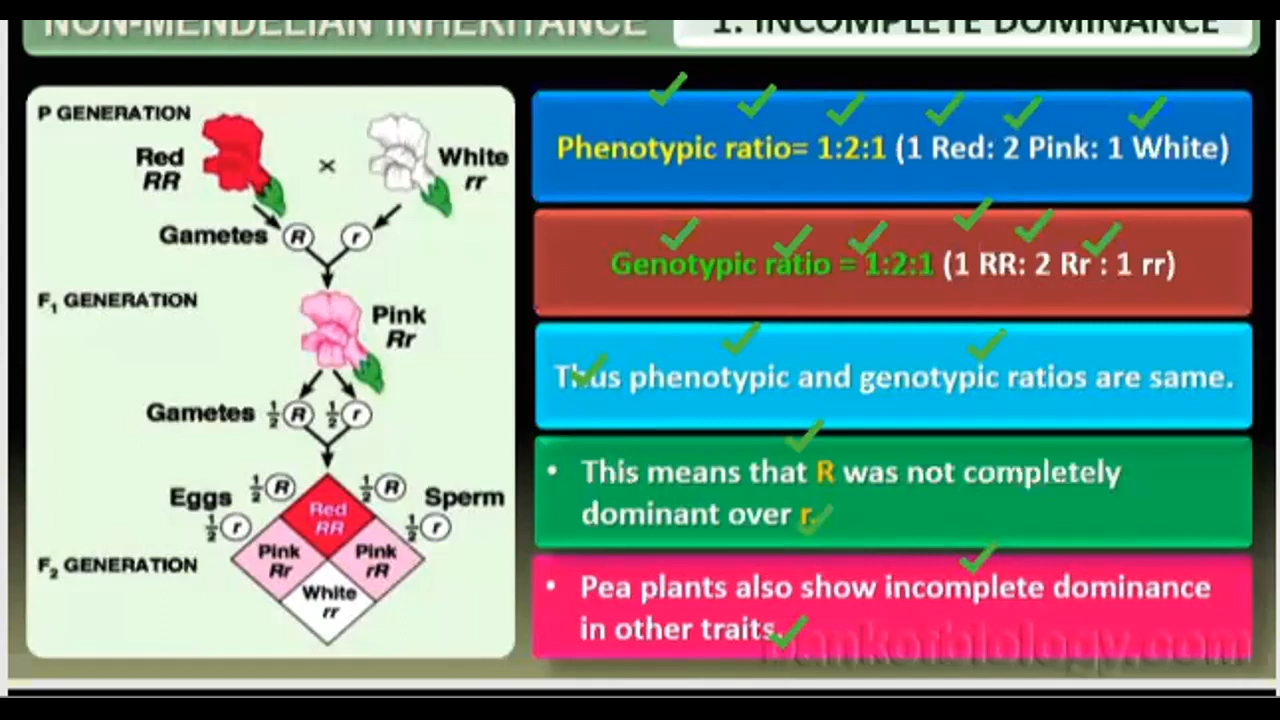 NON-MENDELIAN INHERITANCE
1. INCOMPLETE DOMINANCE
P GENERATION
Red
RR
×
White
rr
Gametes R r
F₁ GENERATION
Pink
Rr
Gametes ½ R ½ r
Eggs ½ R ½ R Sperm
½ r ½ r
Red
RR
Pink
Rr
Pink
rR
F₂ GENERATION
White
rr
Phenotypic ratio= 1:2:1 (1 Red: 2 Pink: 1 White)
Genotypic ratio = 1:2:1 (1 RR: 2 Rr : 1 rr)
Thus phenotypic and genotypic ratios are same.
• This means that R was not completely
dominant over r.
• Pea plants also show incomplete dominance
in other traits.